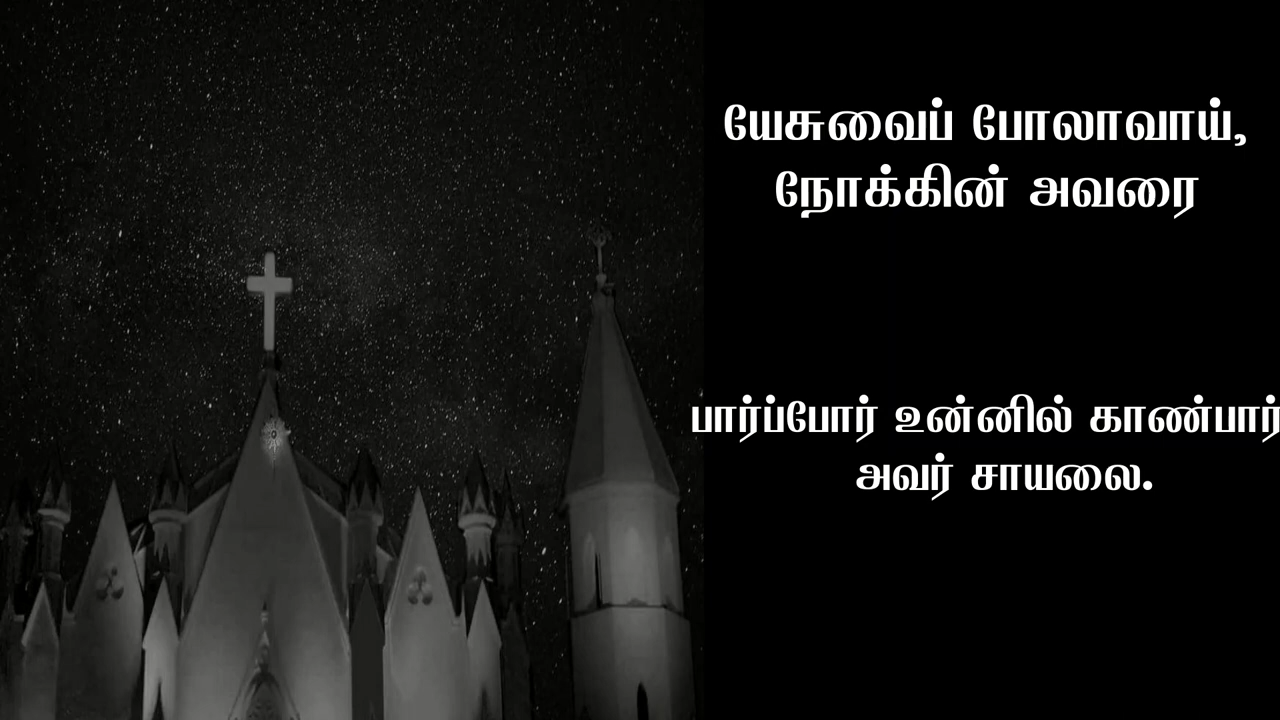 யேசுவைப் போலாவாய்,
நோக்கின் அவரை
பார்ப்போர் உன்னில் காண்பார்
அவர் சாயலை.